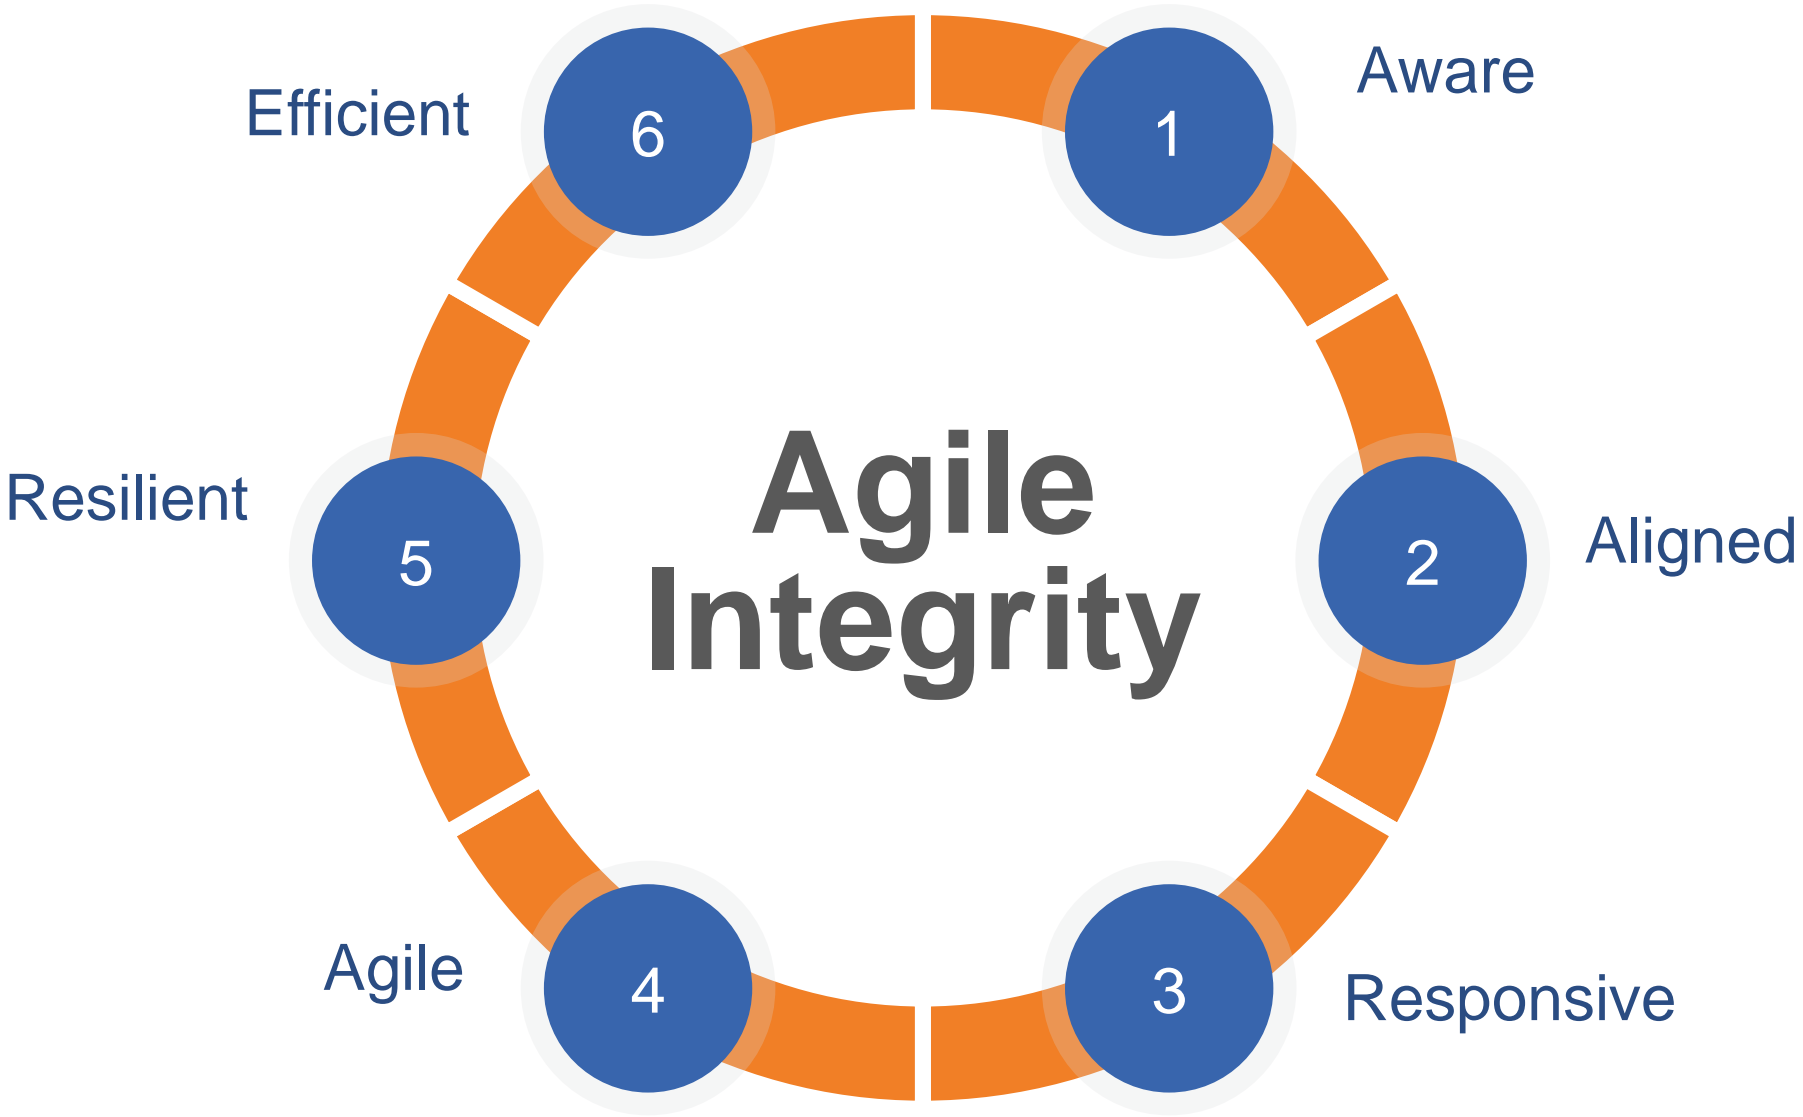 Agile
Integrity
1
Aware
2
Aligned
3
Responsive
4
Agile
5
Resilient
6
Efficient